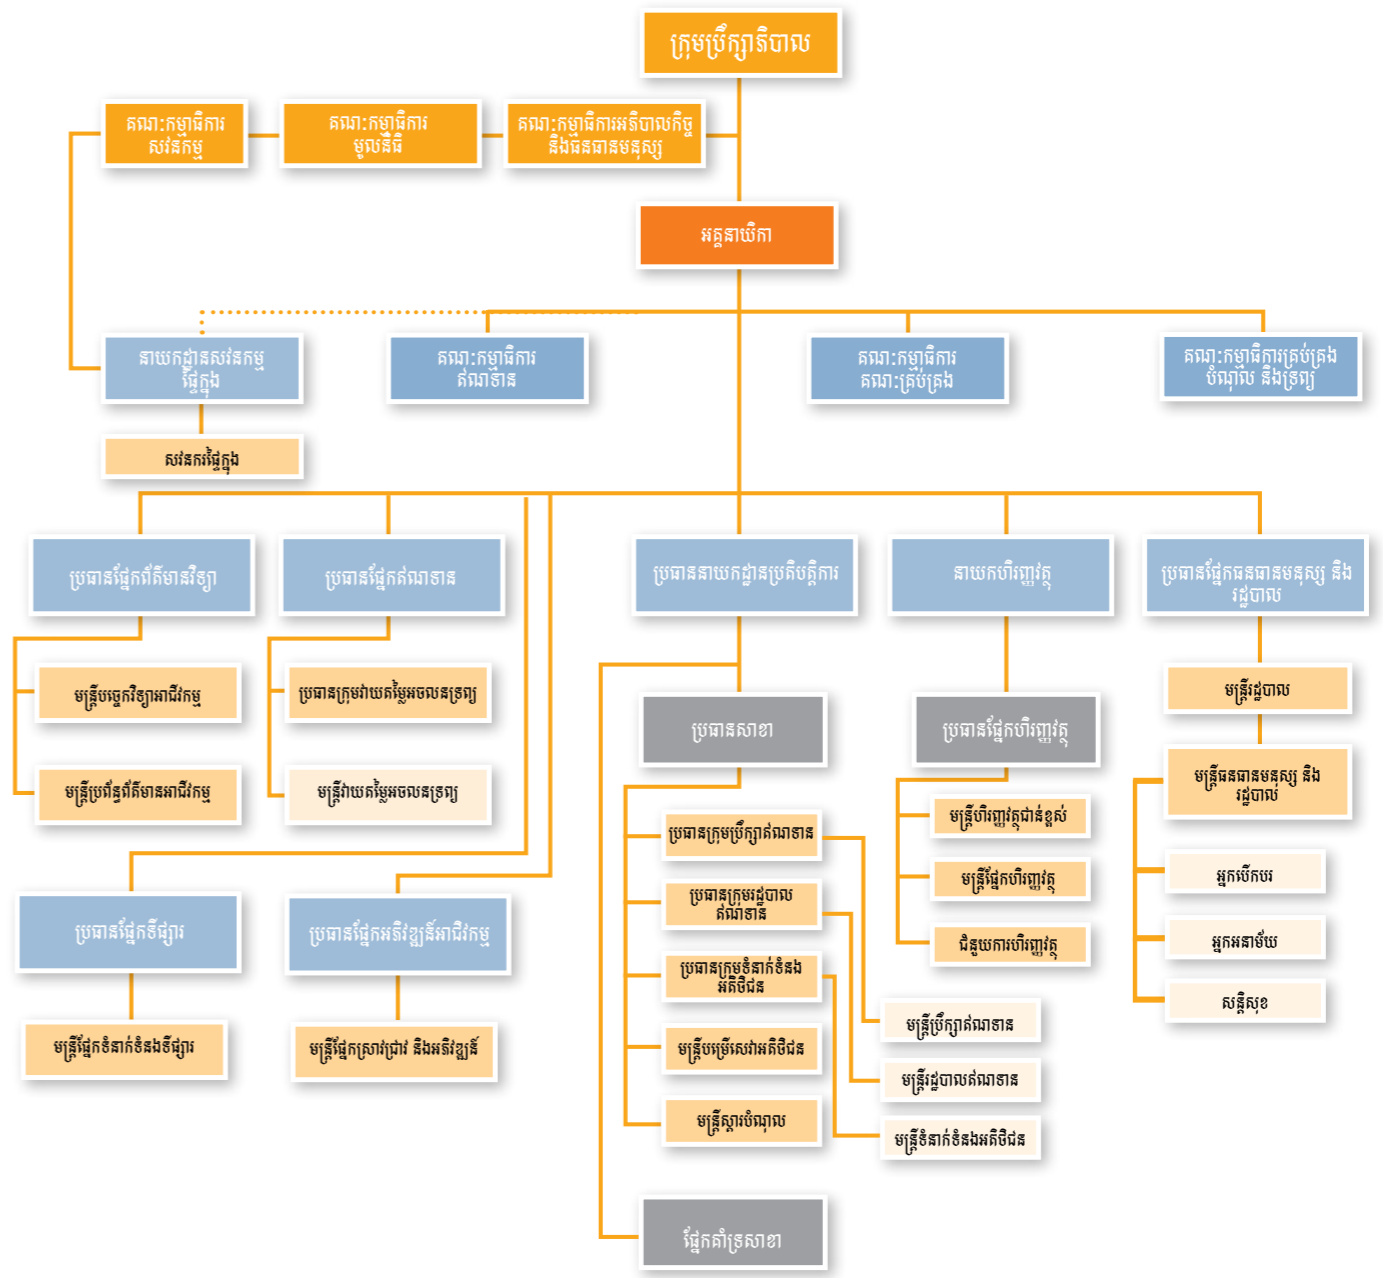 ក្រុមប្រឹក្សាភិបាល
គណៈកម្មាធិការ
សវនកម្ម
គណៈកម្មាធិការ
មូលនិធិ
គណៈកម្មាធិការអភិបាលកិច្ច
និងធនធានមនុស្ស
អគ្គនាយិកា
នាយកដ្ឋានសវនកម្ម
ផ្ទៃក្នុង
គណៈកម្មាធិការ
ឥណទាន
គណៈកម្មាធិការ
គណៈគ្រប់គ្រង
គណៈកម្មាធិការគ្រប់គ្រង
បំណុល និងទ្រព្យ
សវនករផ្ទៃក្នុង
ប្រធានផ្នែកព័ត៌មានវិទ្យា
ប្រធានផ្នែកឥណទាន
ប្រធាននាយកដ្ឋានប្រតិបត្តិការ
នាយកហិរញ្ញវត្ថុ
ប្រធានផ្នែកធនធានមនុស្ស និង
រដ្ឋបាល
មន្ត្រីបច្ចេកវិទ្យាអាជីវកម្ម
ប្រធានក្រុមវាយតម្លៃអចលនទ្រព្យ
មន្ត្រីរដ្ឋបាល
ប្រធានសាខា
ប្រធានផ្នែកហិរញ្ញវត្ថុ
មន្ត្រីប្រព័ន្ធព័ត៌មានអាជីវកម្ម
មន្ត្រីវាយតម្លៃអចលនទ្រព្យ
មន្ត្រីធនធានមនុស្ស និង
រដ្ឋបាល
ប្រធានក្រុមប្រឹក្សាឥណទាន
មន្ត្រីហិរញ្ញវត្ថុជាន់ខ្ពស់
អ្នកបើកបរ
ប្រធានក្រុមរដ្ឋបាល
ឥណទាន
មន្ត្រីផ្នែកហិរញ្ញវត្ថុ
ប្រធានផ្នែកទីផ្សារ
ប្រធានផ្នែកអភិវឌ្ឍន៍អាជីវកម្ម
ជំនួយការហិរញ្ញវត្ថុ
អ្នកអនាម័យ
ប្រធានក្រុមទំនាក់ទំនង
អតិថិជន
សន្តិសុខ
មន្ត្រីប្រឹក្សាឥណទាន
មន្ត្រីផ្នែកទំនាក់ទំនងទីផ្សារ
មន្ត្រីផ្នែកស្រាវជ្រាវ និងអភិវឌ្ឍន៍
មន្ត្រីបម្រើសេវាអតិថិជន
មន្ត្រីរដ្ឋបាលឥណទាន
មន្ត្រីស្តារបំណុល
មន្ត្រីទំនាក់ទំនងអតិថិជន
ផ្នែកគាំទ្រសាខា